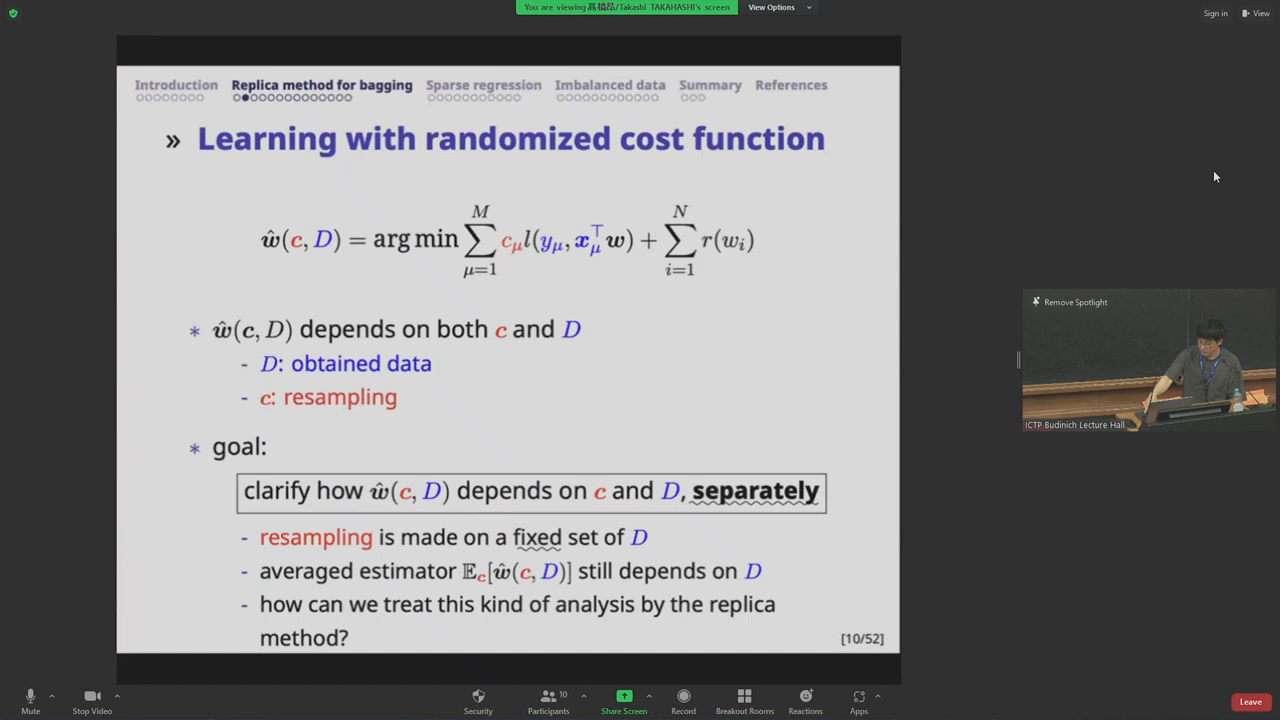 You are viewing 髙橋昂/Takashi TAKAHASHI's screen
View Options
Sign in
View
Introduction Replica method for bagging Sparse regression Imbalanced data Summary References
» Learning with randomized cost function
ŵ(c, D) = arg min ∑_{μ=1}^{M} c_μ l(y_μ, x_μ^⊤ w) + ∑_{i=1}^{N} r(w_i)
* ŵ(c, D) depends on both c and D
- D: obtained data
- c: resampling
* goal:
clarify how ŵ(c, D) depends on c and D, separately
- resampling is made on a fixed set of D
- averaged estimator 𝔼_c[ŵ(c, D)] still depends on D
- how can we treat this kind of analysis by the replica
method?
[10/52]
Remove Spotlight
ICTP Budinich Lecture Hall
Mute
Stop Video
Security
Participants 10
Share Screen
Record
Breakout Rooms
Reactions
Apps
Leave